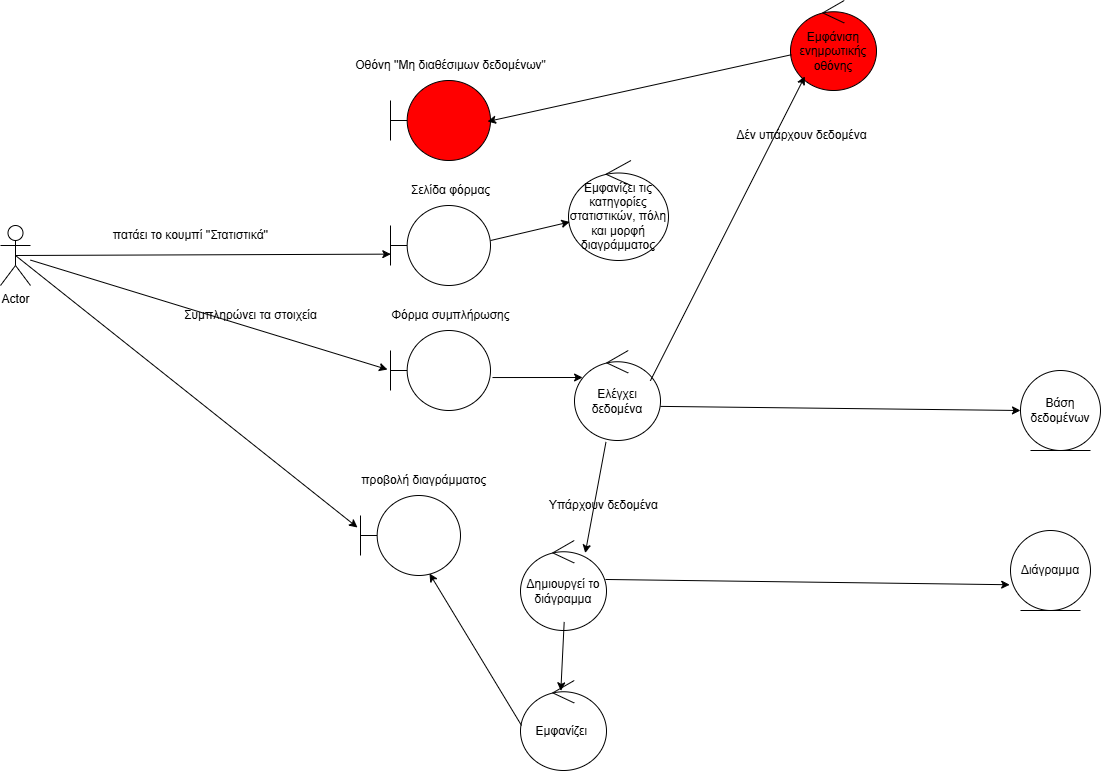 Εμφάνιση
ενημρωτικής
οθόνης
Οθόνη "Μη διαθέσιμων δεδομένων"
Δέν υπάρχουν δεδομένα
Σελίδα φόρμας
Εμφανίζει τις
κατηγορίες
στατιστικών, πόλη
και μορφή
διαγράμματος
πατάει το κουμπί "Στατιστικά"
Actor
Συμπληρώνει τα στοιχεία
Φόρμα συμπλήρωσης
Ελέγχει
δεδομένα
Βάση
δεδομένων
προβολή διαγράμματος
Υπάρχουν δεδομένα
Δημιουργεί το
διάγραμμα
Διάγραμμα
Εμφανίζει